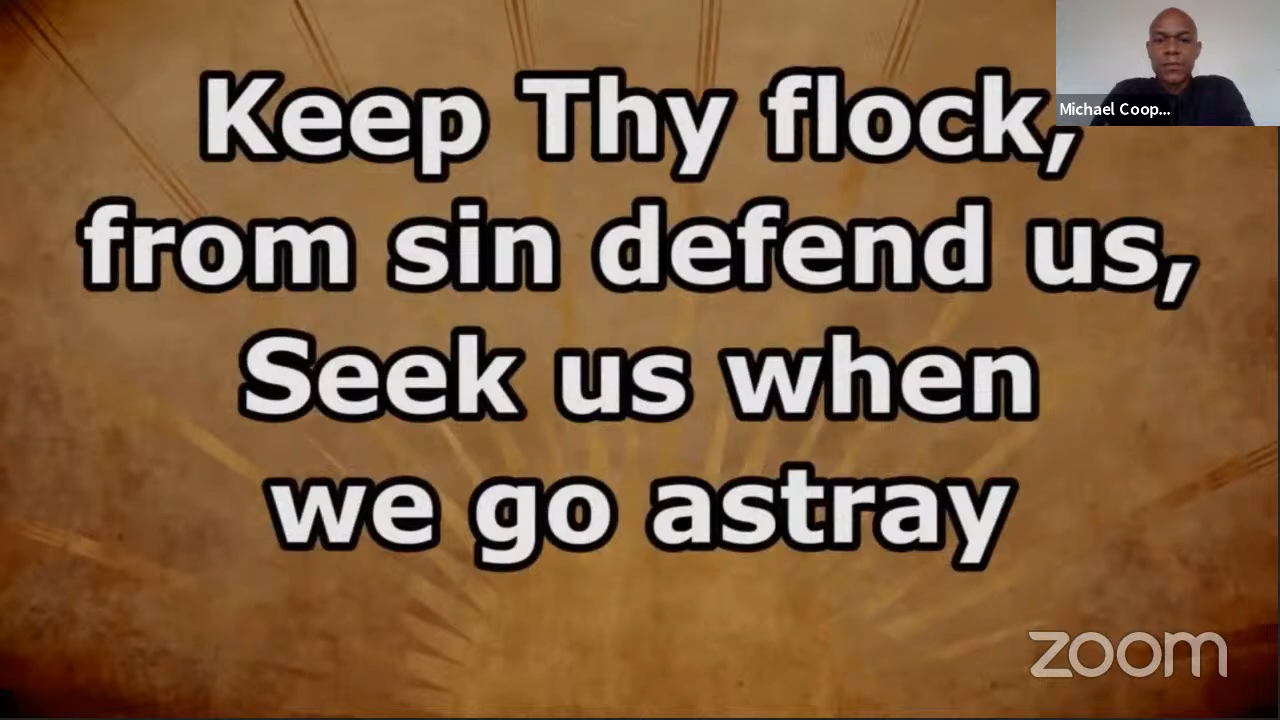 Keep Thy flock,
Michael Coop...
from sin defend us,
Seek us when
we go astray
zoom